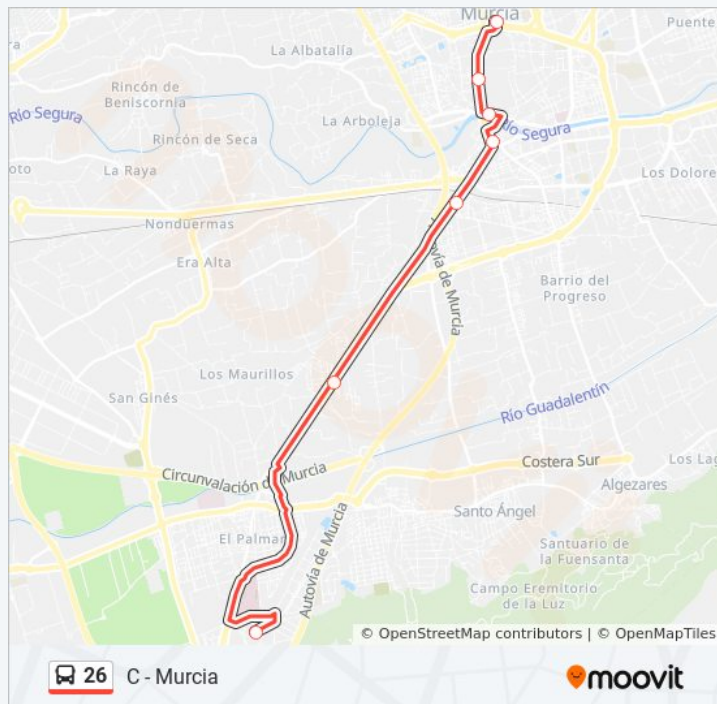 Murcia
Puente
La Albatalía
Rincón de
Beniscornia
Río Segura
La Arboleja
Río Segura
oto
Rincón de Seca
La Raya
Los Dolore
Nonduermas
Era Alta
Autovía de Murcia
Barrio del
Progreso
Los Maurillos
San Ginés
Río Guadalentín
Circunvalación de Murcia
Costera Sur
Los Lag
Algezares
Santo Ángel
El Palmar
Autovía de Murcia
Santuario de
la Fuensanta
Campo Eremitorio
de la Luz
© OpenStreetMap contributors | © OpenMapTiles
26 C - Murcia
moovit